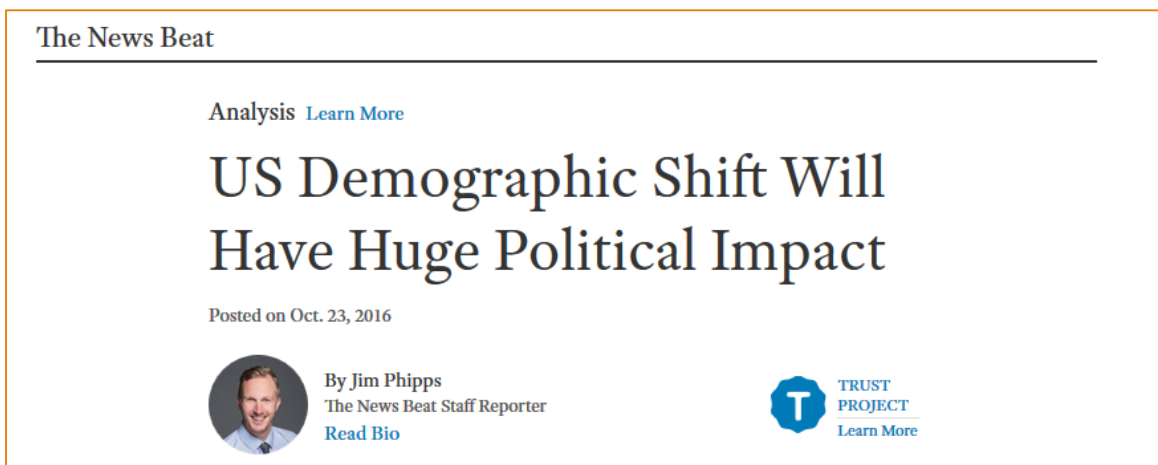 The News Beat
Analysis Learn More
US Demographic Shift Will
Have Huge Political Impact
Posted on Oct. 23, 2016
By Jim Phipps
The News Beat Staff Reporter
Read Bio
T
TRUST
PROJECT
Learn More